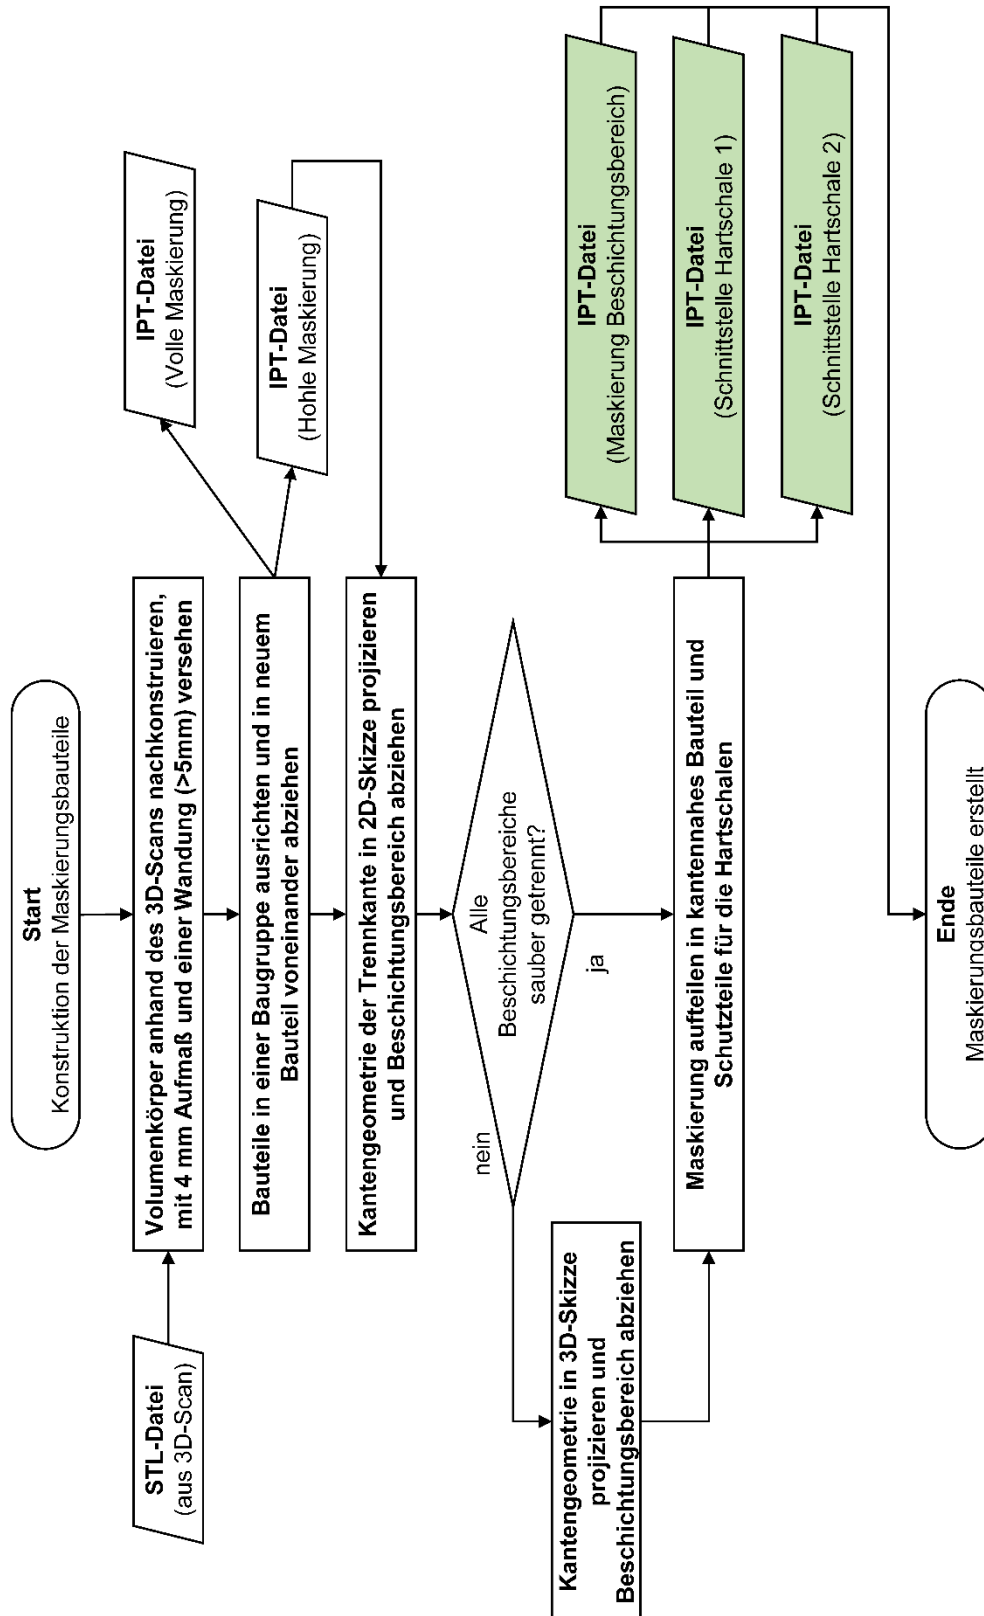 Start
Konstruktion der Maskierungsbauteile
STL-Datei
(aus 3D-Scan)
Volumenkörper anhand des 3D-Scans nachkonstruieren,
mit 4 mm Aufmaß und einer Wandung (>5mm) versehen
IPT-Datei
(Volle Maskierung)
Bauteile in einer Baugruppe ausrichten und in neuem
Bauteil voneinander abziehen
IPT-Datei
(Hohle Maskierung)
Kantengeometrie der Trennkante in 2D-Skizze projizieren
und Beschichtungsbereich abziehen
nein
Alle
Beschichtungsbereiche
sauber getrennt?
ja
Kantengeometrie in 3D-Skizze
projizieren und
Beschichtungsbereich abziehen
Maskierung aufteilen in kantennahes Bauteil und
Schutzteile für die Hartschalen
IPT-Datei
(Maskierung Beschichtungsbereich)
IPT-Datei
(Schnittstelle Hartschale 1)
IPT-Datei
(Schnittstelle Hartschale 2)
Ende
Maskierungsbauteile erstellt